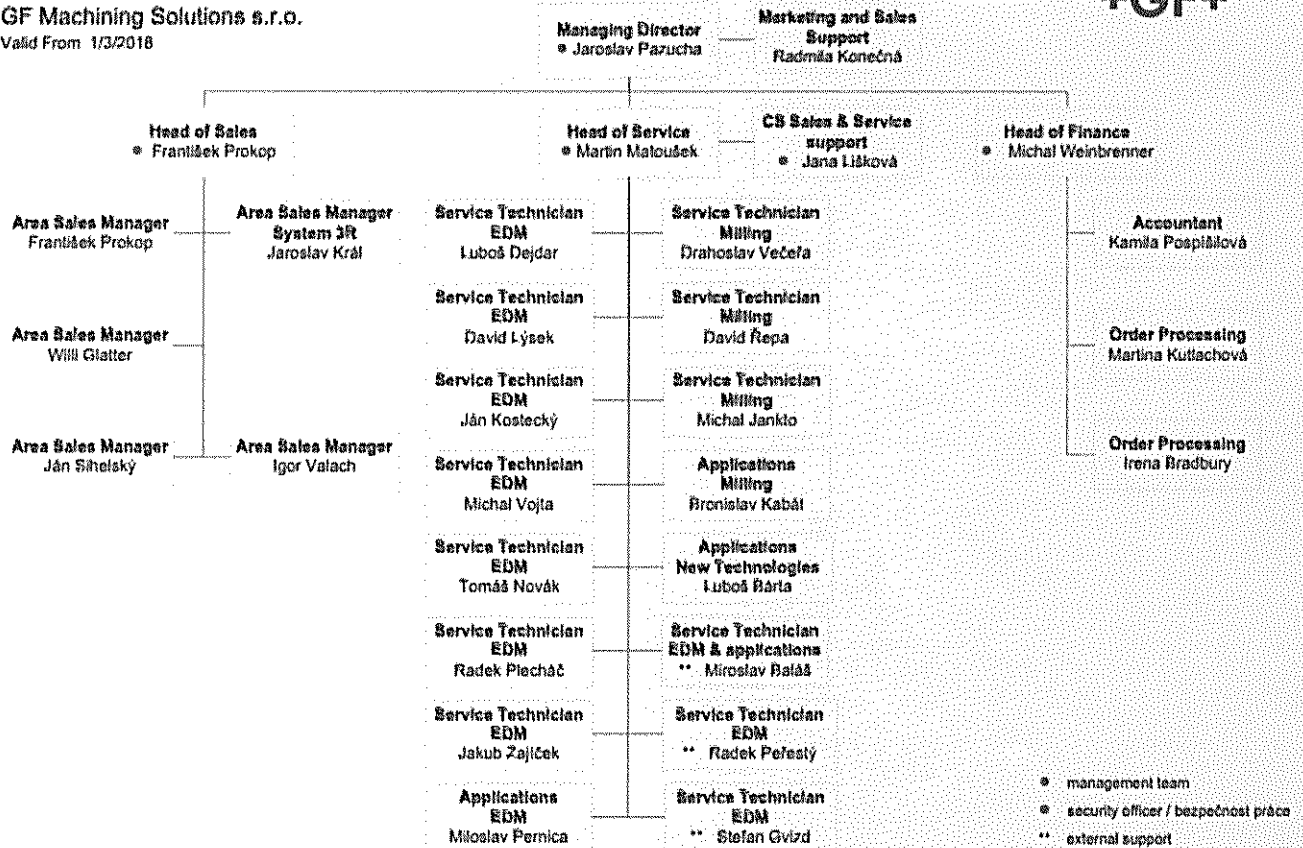 GF Machining Solutions s.r.o.
Valid From 1/3/2018
+GF+
Managing Director
● Jaroslav Pazucha
Marketing and Sales
Support
Radmila Konečná
Head of Sales
● František Prokop
Head of Service
● Martin Matoušek
CS Sales & Service
support
● Jana Lišková
Head of Finance
● Michal Weinbrenner
Area Sales Manager
František Prokop
Area Sales Manager
System 3R
Jaroslav Král
Service Technician
EDM
Luboš Dejdar
Service Technician
Milling
Drahoslav Večeřa
Accountant
Kamila Pospíšilová
Area Sales Manager
Willi Glatter
Service Technician
EDM
David Lýsek
Service Technician
Milling
David Řepa
Order Processing
Martina Kutlachová
Service Technician
EDM
Ján Kostecký
Service Technician
Milling
Michal Jankto
Area Sales Manager
Ján Sihelský
Area Sales Manager
Igor Valach
Service Technician
EDM
Michal Vojta
Applications
Milling
Bronislav Kabát
Order Processing
Irena Bradbury
Service Technician
EDM
Tomáš Novák
Applications
New Technologies
Luboš Bárta
Service Technician
EDM
Radek Plecháč
Service Technician
EDM & applications
** Miroslav Baláš
Service Technician
EDM
Jakub Zajíček
Service Technician
EDM
** Radek Peřestý
Applications
EDM
Miloslav Pernica
Service Technician
EDM
** Stefan Gvizd
● management team
● security officer / bezpečnost práce
** external support